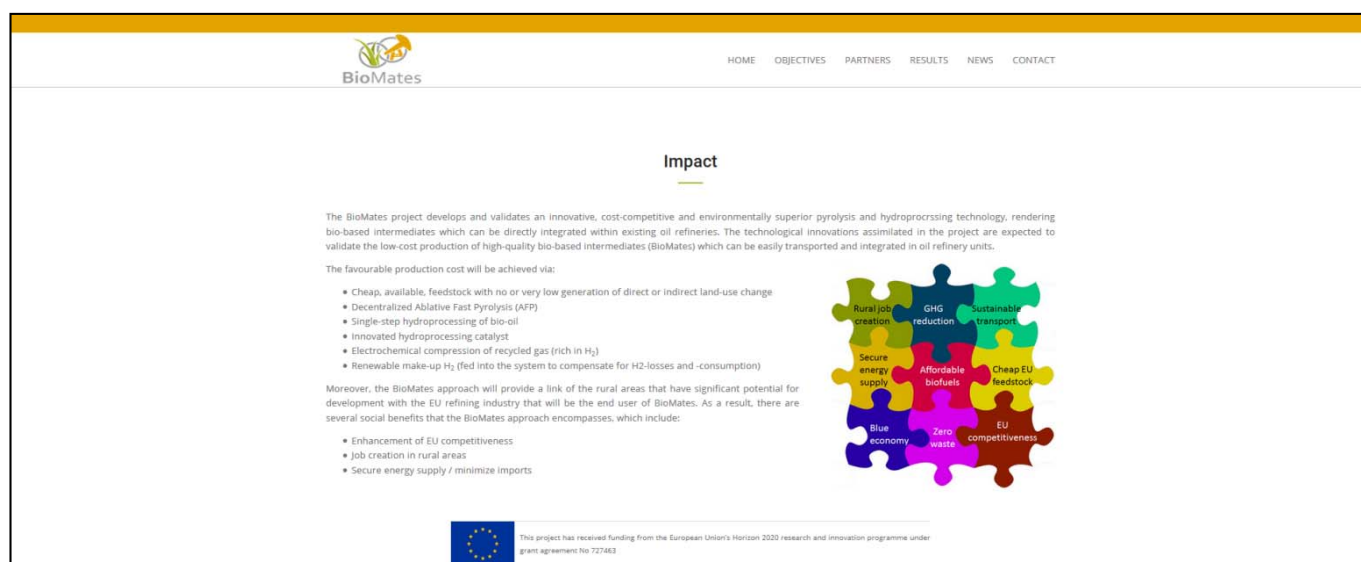 BioMates
HOME OBJECTIVES PARTNERS RESULTS NEWS CONTACT
Impact
The BioMates project develops and validates an innovative, cost-competitive and environmentally superior pyrolysis and hydroprocrssing technology, rendering
bio-based intermediates which can be directly integrated within existing oil refineries. The technological innovations assimilated in the project are expected to
validate the low-cost production of high-quality bio-based intermediates (BioMates) which can be easily transported and integrated in oil refinery units.
The favourable production cost will be achieved via:
• Cheap, available, feedstock with no or very low generation of direct or indirect land-use change
• Decentralized Ablative Fast Pyrolysis (AFP)
• Single-step hydroprocessing of bio-oil
• Innovated hydroprocessing catalyst
• Electrochemical compression of recycled gas (rich in H₂)
• Renewable make-up H₂ (fed into the system to compensate for H2-losses and -consumption)
Moreover, the BioMates approach will provide a link of the rural areas that have significant potential for
development with the EU refining industry that will be the end user of BioMates. As a result, there are
several social benefits that the BioMates approach encompasses, which include:
• Enhancement of EU competitiveness
• Job creation in rural areas
• Secure energy supply / minimize imports
Rural job
creation
GHG
reduction
Sustainable
transport
Secure
energy
supply
Affordable
biofuels
Cheap EU
feedstock
Blue
economy
Zero
waste
EU
competitiveness
This project has received funding from the European Union's Horizon 2020 research and innovation programme under
grant agreement No 727463